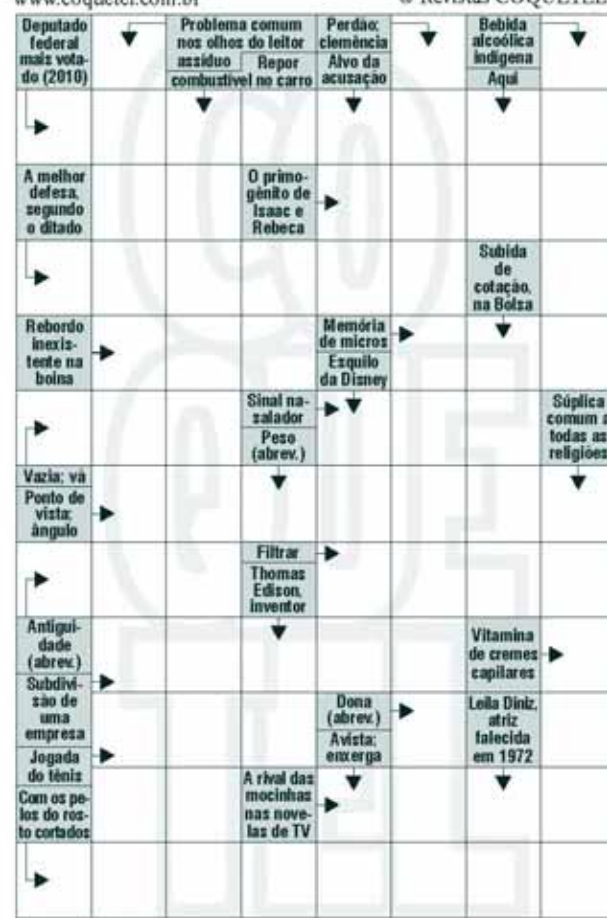 www.coquetel.com.br
© Revistas COQUETEL
Deputado
federal
mais vota-
do (2010)
Problema comum
nos olhos do leitor
assíduo
Repor
combustível no carro
Perdão;
clemência
Alvo da
acusação
Bebida
alcoólica
indígena
Aqui
A melhor
defesa,
segundo
o ditado
O primo-
gênito de
Isaac e
Rebeca
Subida
de
cotação,
na Bolsa
Rebordo
inexis-
tente na
boina
Memória
de micros
Esquilo
da Disney
Sinal na-
salador
Peso
(abrev.)
Súplica
comum a
todas as
religiões
Vazia; vã
Ponto de
vista;
ângulo
Filtrar
Thomas
Edison,
inventor
Antigui-
dade
(abrev.)
Vitamina
de cremes
capilares
Subdivi-
são de
uma
empresa
Dona
(abrev.)
Avista;
enxerga
Leila Diniz,
atriz
falecida
em 1972
Jogada
do tênis
Com os pe-
los do ros-
to cortados
A rival das
mocinhas
nas nove-
las de TV
COQUETEL